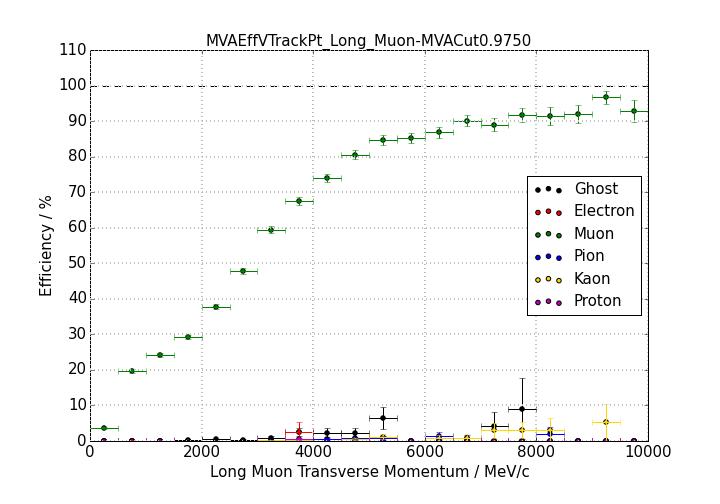 MVAEffVTrackPt_Long_Muon-MVACut0.9750
110
100
90
80
70
60
50
40
30
20
10
0
Efficiency / %
Ghost
Electron
Muon
Pion
Kaon
Proton
0 2000 4000 6000 8000 10000
Long Muon Transverse Momentum / MeV/c